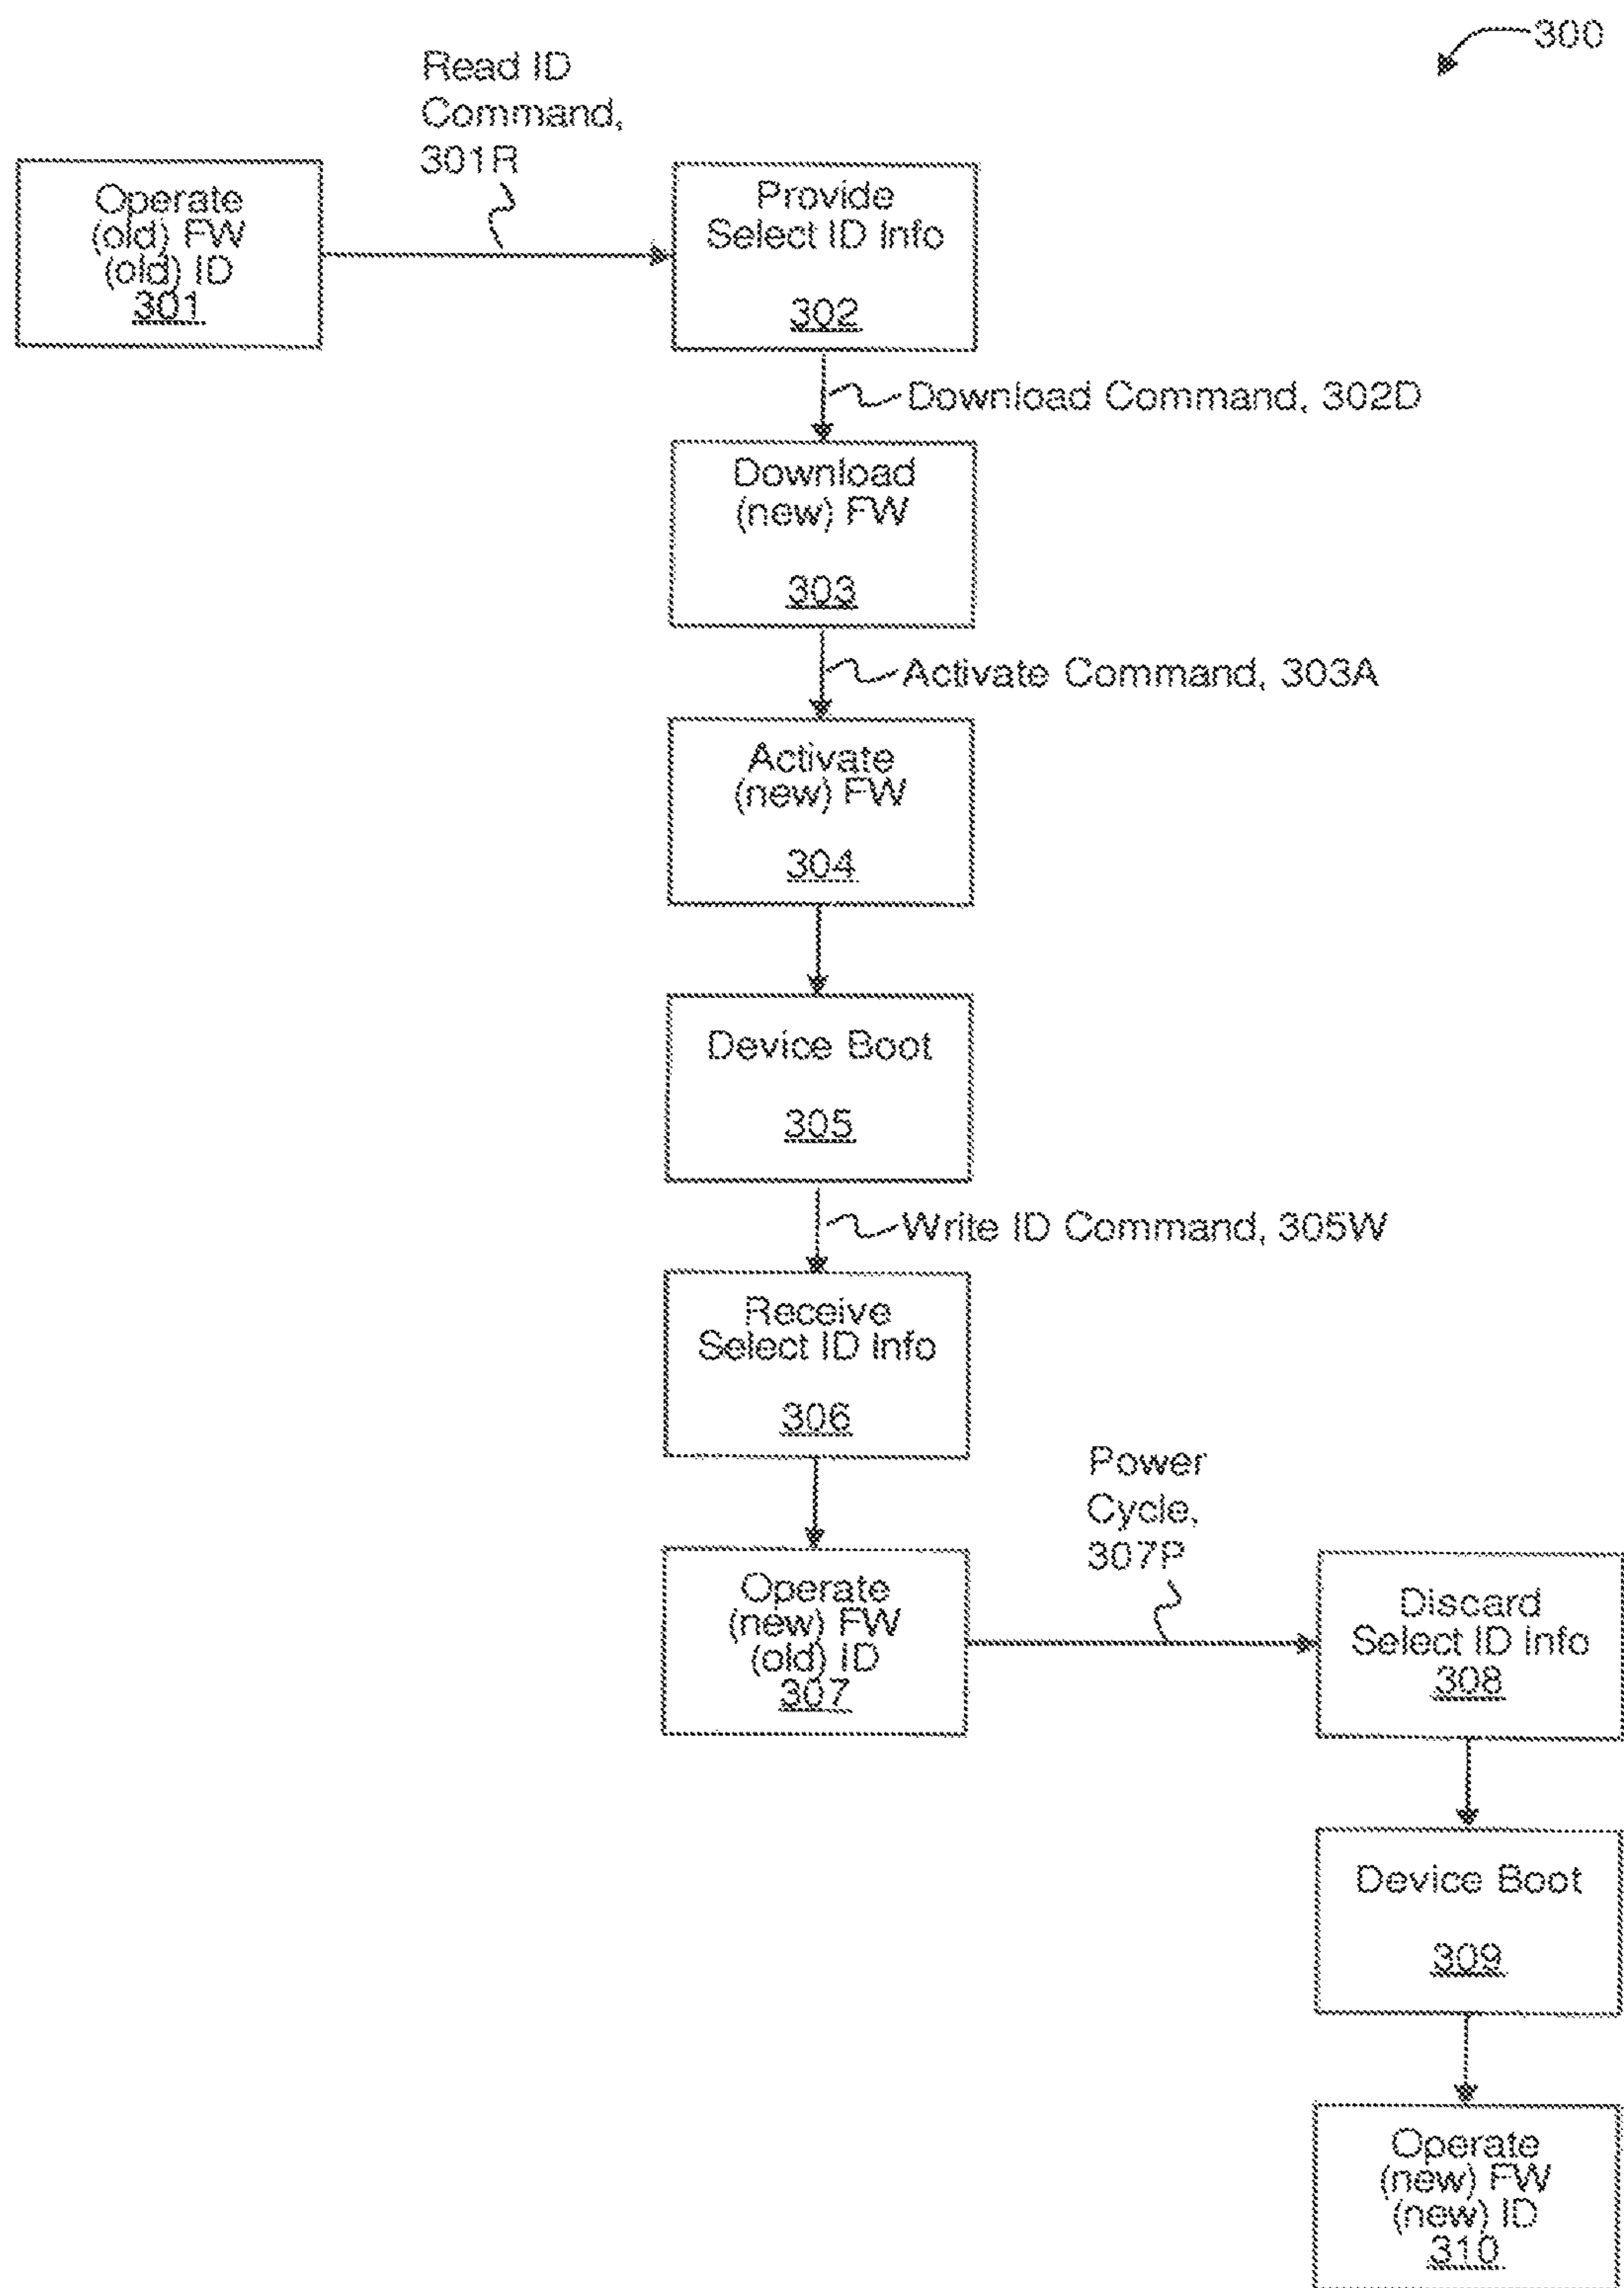 300
Read ID
Command,
301R
Operate
(old) FW
(old) ID
301
Provide
Select ID Info
302
Download Command, 302D
Download
(new) FW
303
Activate Command, 303A
Activate
(new) FW
304
Device Boot
305
Write ID Command, 305W
Receive
Select ID Info
306
Power
Cycle,
307P
Operate
(new) FW
(old) ID
307
Discard
Select ID Info
308
Device Boot
309
Operate
(new) FW
(new) ID
310